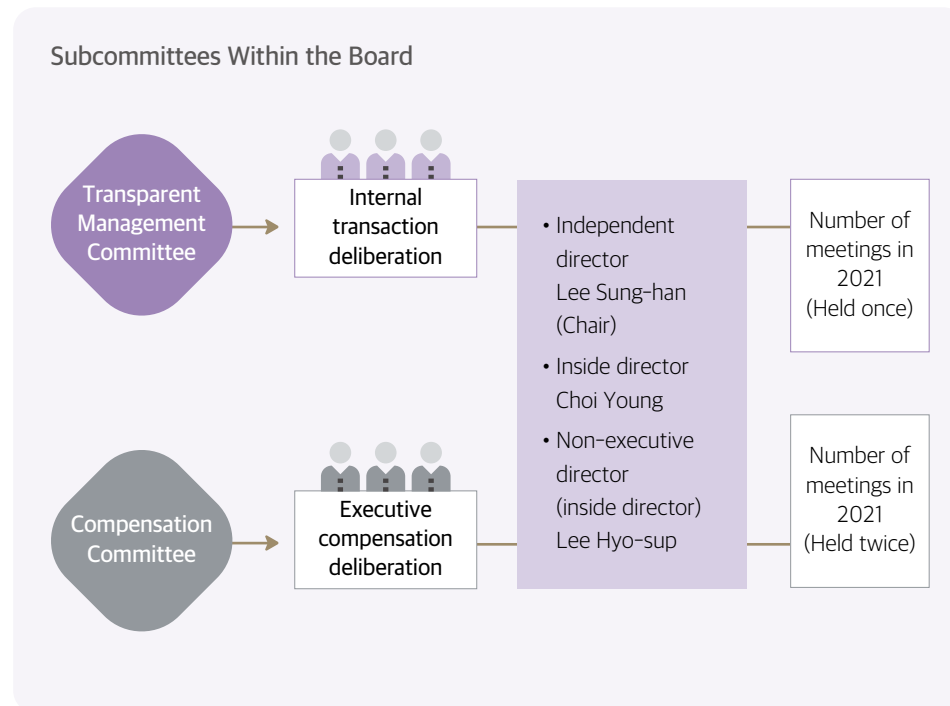 Subcommittees Within the Board
Transparent
Management
Committee
Internal
transaction
deliberation
• Independent
director
Lee Sung-han
(Chair)
• Inside director
Choi Young
• Non-executive
director
(inside director)
Lee Hyo-sup
Number of
meetings in
2021
(Held once)
Compensation
Committee
Executive
compensation
deliberation
Number of
meetings in
2021
(Held twice)